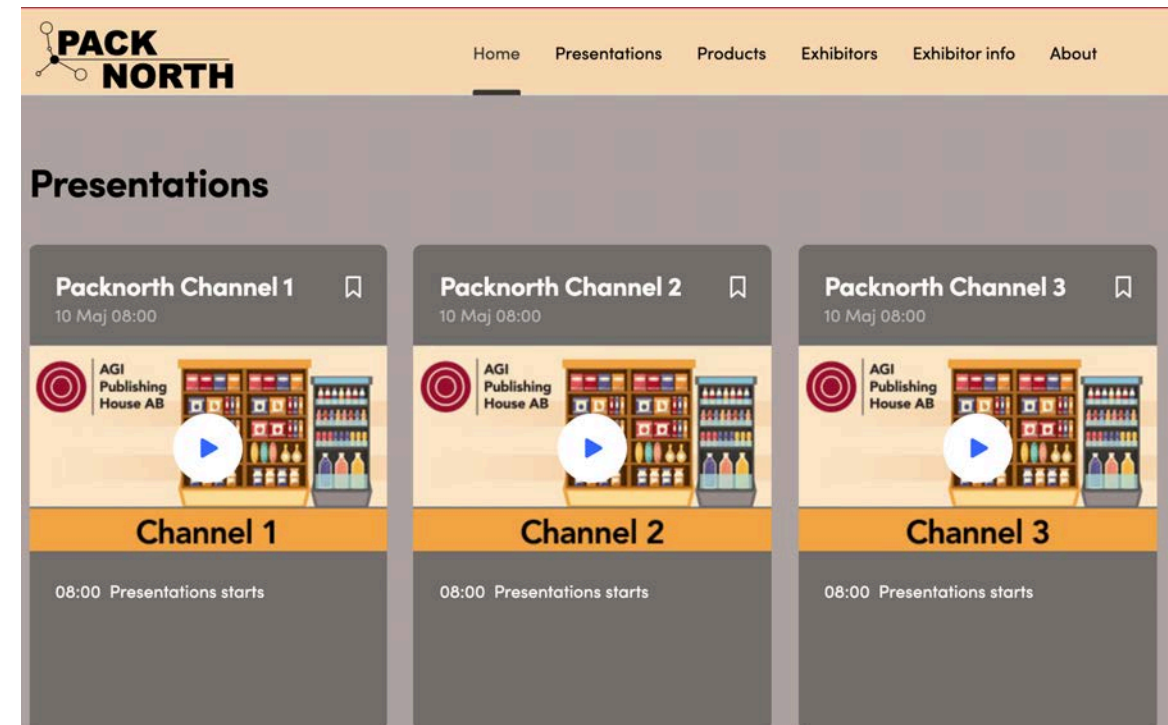 PACK
NORTH
Home Presentations Products Exhibitors Exhibitor info About
Presentations
Packnorth Channel 1
10 Maj 08:00
AGI
Publishing
House AB
Channel 1
08:00 Presentations starts
Packnorth Channel 2
10 Maj 08:00
AGI
Publishing
House AB
Channel 2
08:00 Presentations starts
Packnorth Channel 3
10 Maj 08:00
AGI
Publishing
House AB
Channel 3
08:00 Presentations starts